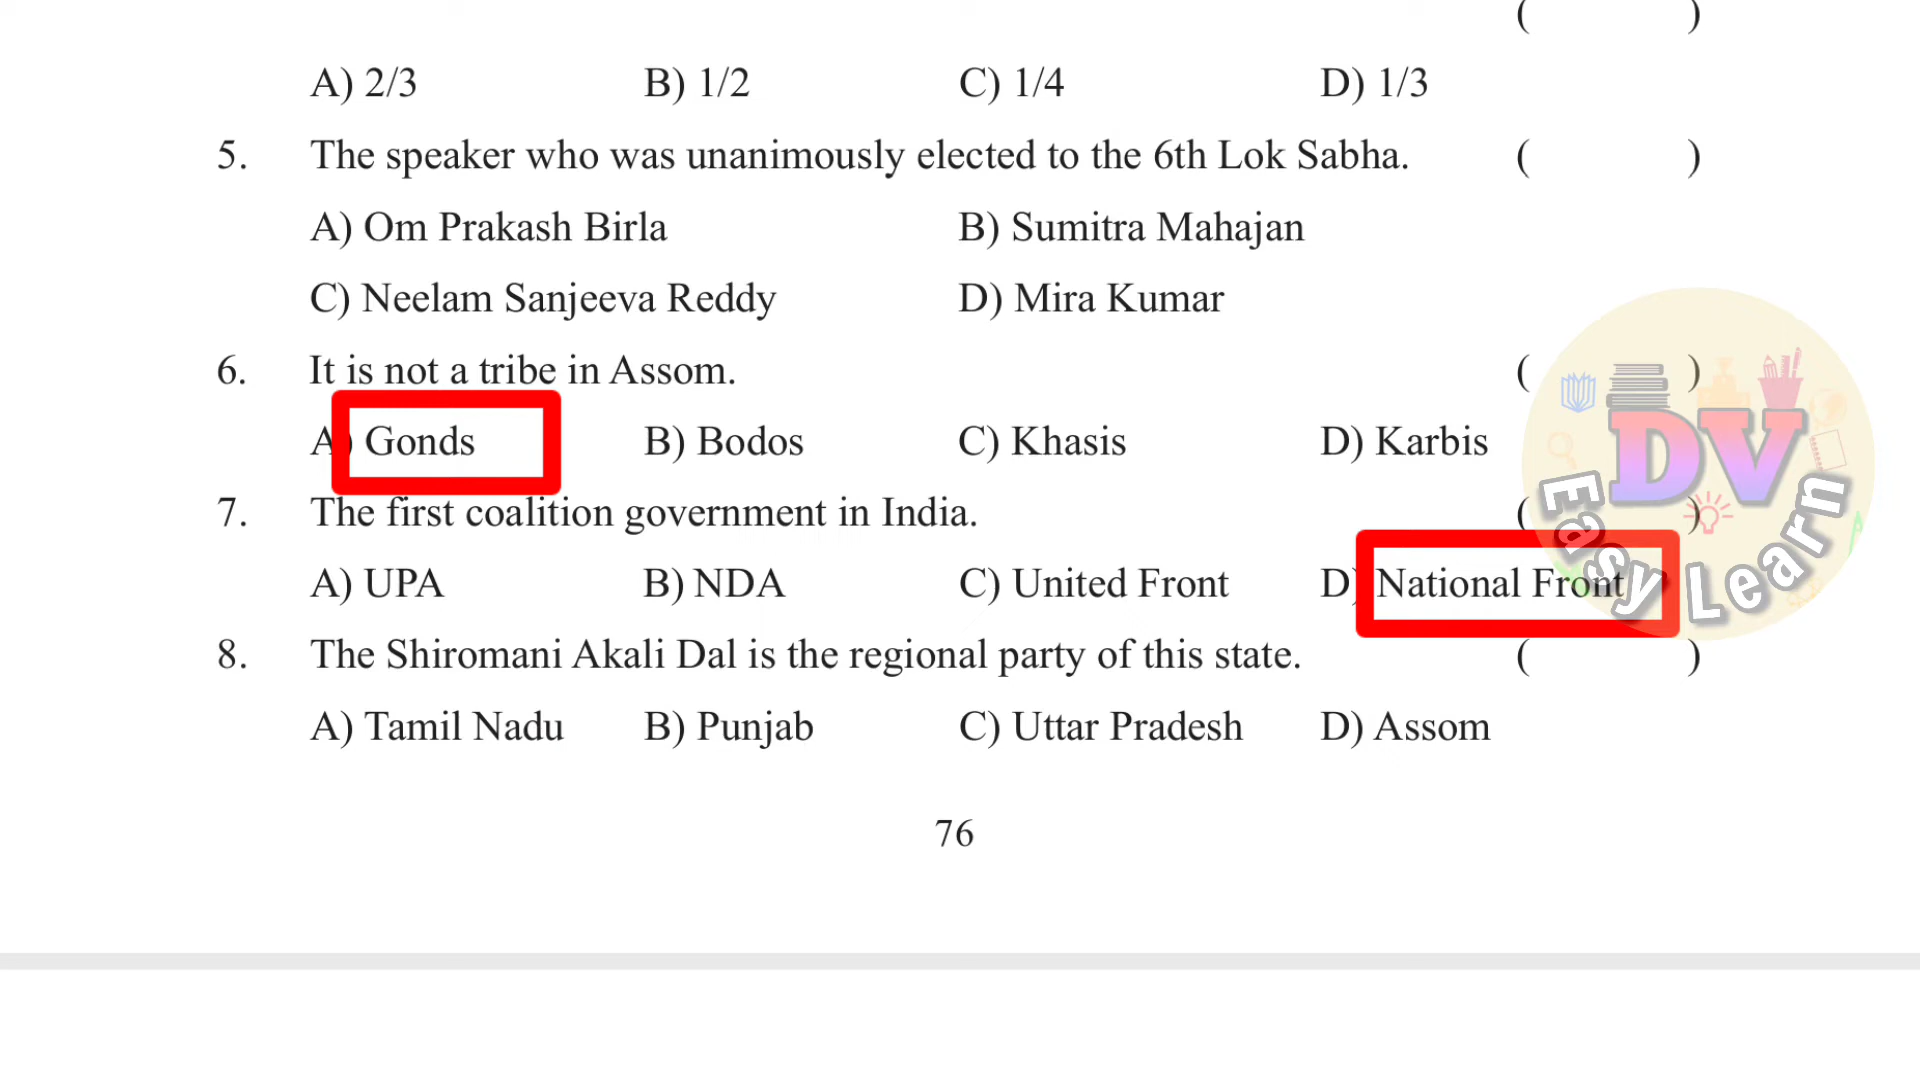 ( )
A) 2/3 B) 1/2 C) 1/4 D) 1/3
5. The speaker who was unanimously elected to the 6th Lok Sabha. ( )
A) Om Prakash Birla B) Sumitra Mahajan
C) Neelam Sanjeeva Reddy D) Mira Kumar
6. It is not a tribe in Assom. ( )
A) Gonds B) Bodos C) Khasis D) Karbis
7. The first coalition government in India. ( )
A) UPA B) NDA C) United Front D) National Front
8. The Shiromani Akali Dal is the regional party of this state. ( )
A) Tamil Nadu B) Punjab C) Uttar Pradesh D) Assom
76
DV
Easy Learn